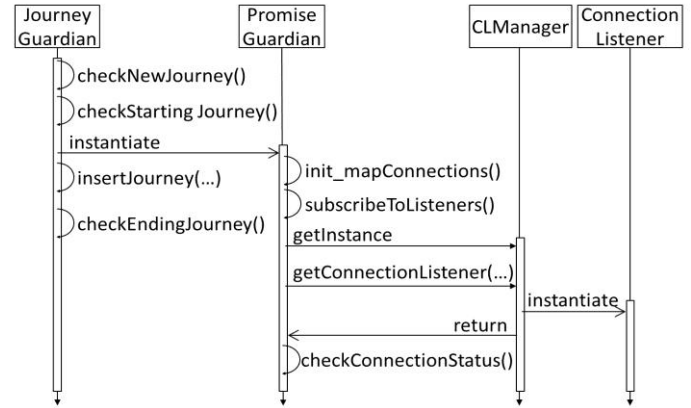 Journey
Guardian
Promise
Guardian
CLManager
Connection
Listener
checkNewJourney()
checkStarting Journey()
instantiate
insertJourney(...)
init_mapConnections()
subscribeToListeners()
checkEndingJourney()
getInstance
getConnectionListener(...)
instantiate
return
checkConnectionStatus()